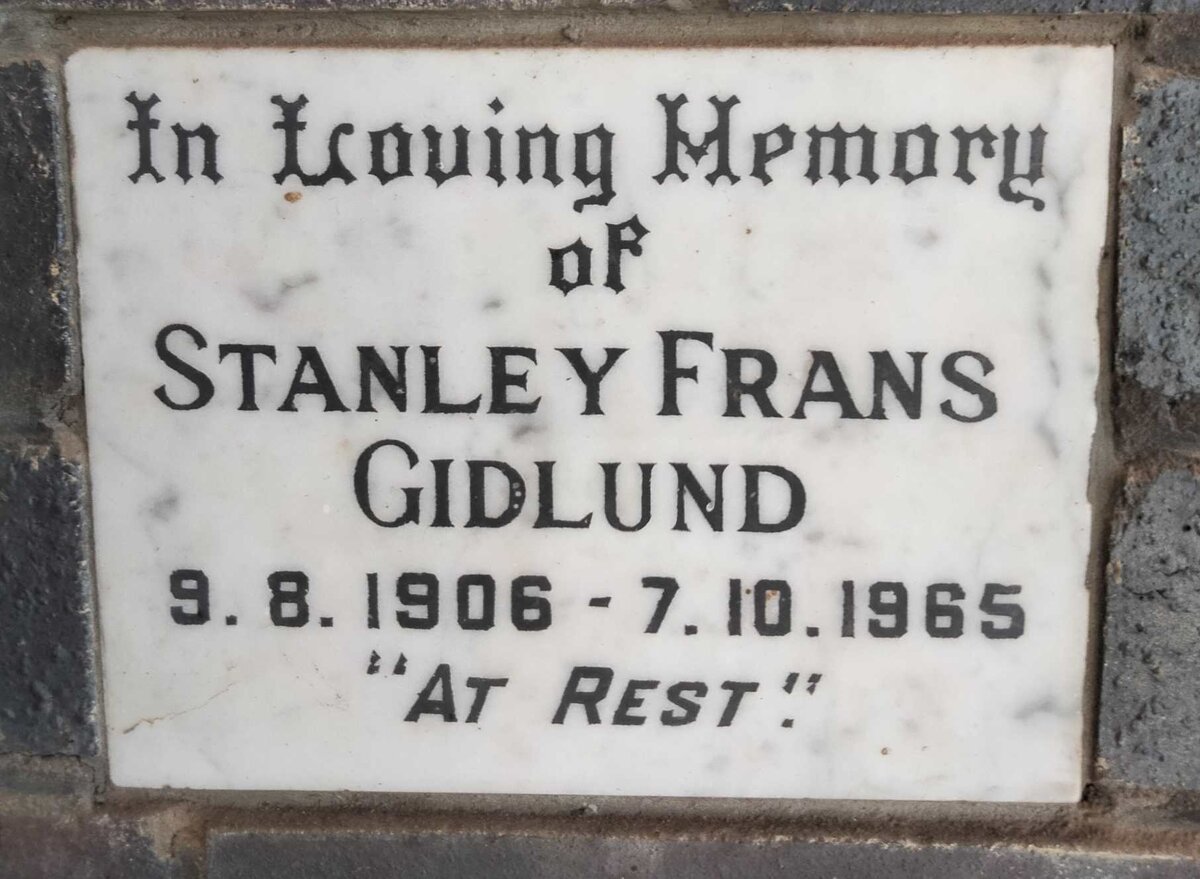 In Loving Memory
of
STANLEY FRANS
GIDLUND
9.8.1906 - 7.10.1965
"AT REST."